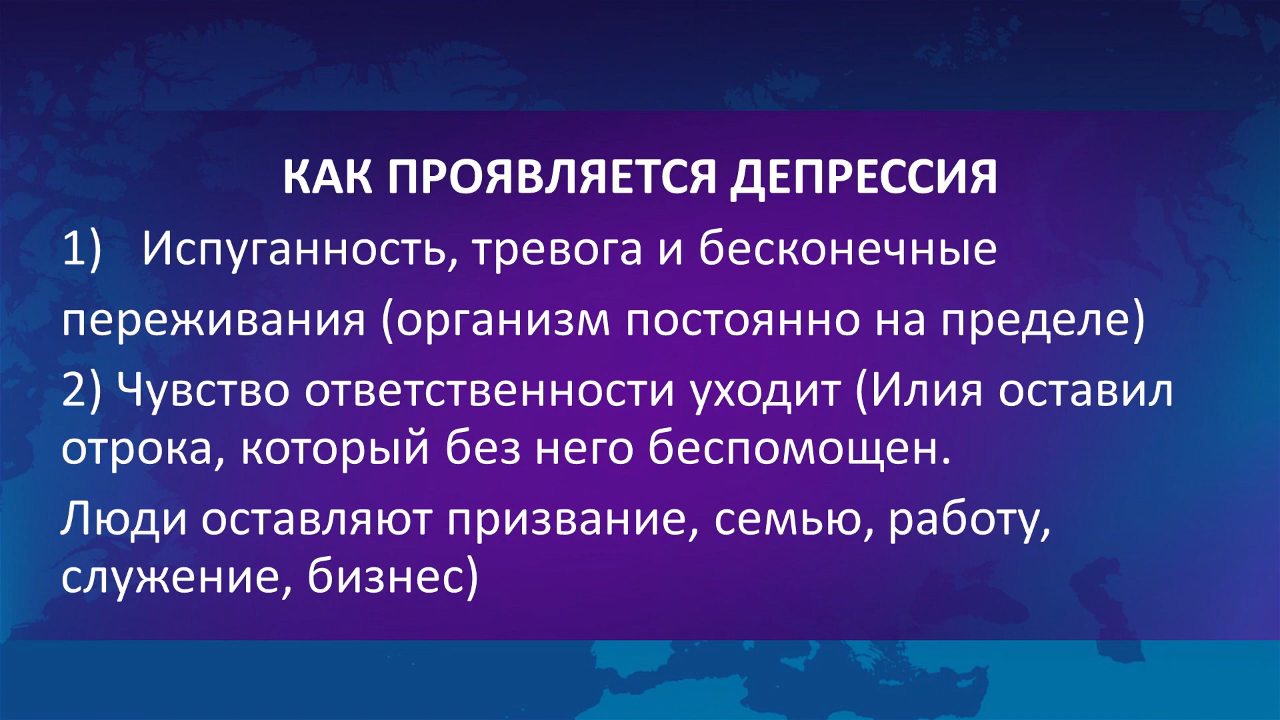 КАК ПРОЯВЛЯЕТСЯ ДЕПРЕССИЯ
1) Испуганность, тревога и бесконечные
переживания (организм постоянно на пределе)
2) Чувство ответственности уходит (Илия оставил
отрока, который без него беспомощен.
Люди оставляют призвание, семью, работу,
служение, бизнес)